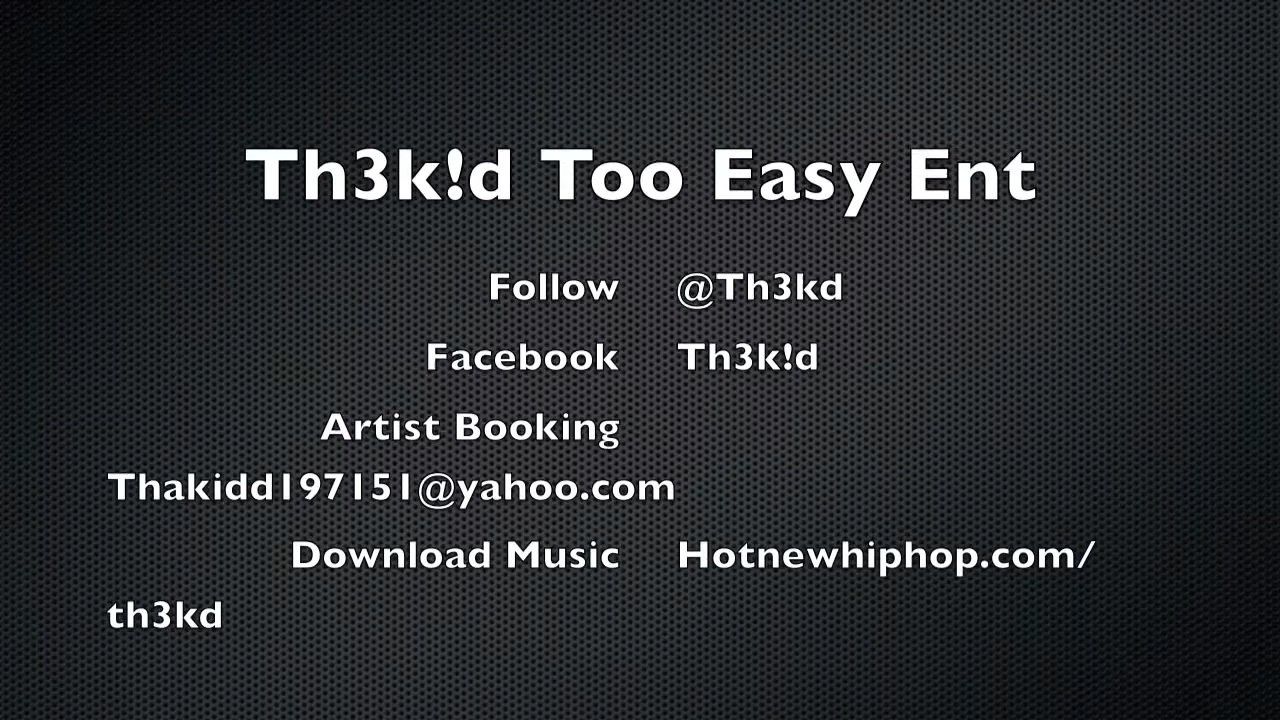 Th3k!d Too Easy Ent
Follow @Th3kd
Facebook Th3k!d
Artist Booking
Thakidd197151@yahoo.com
Download Music Hotnewhiphop.com/
th3kd